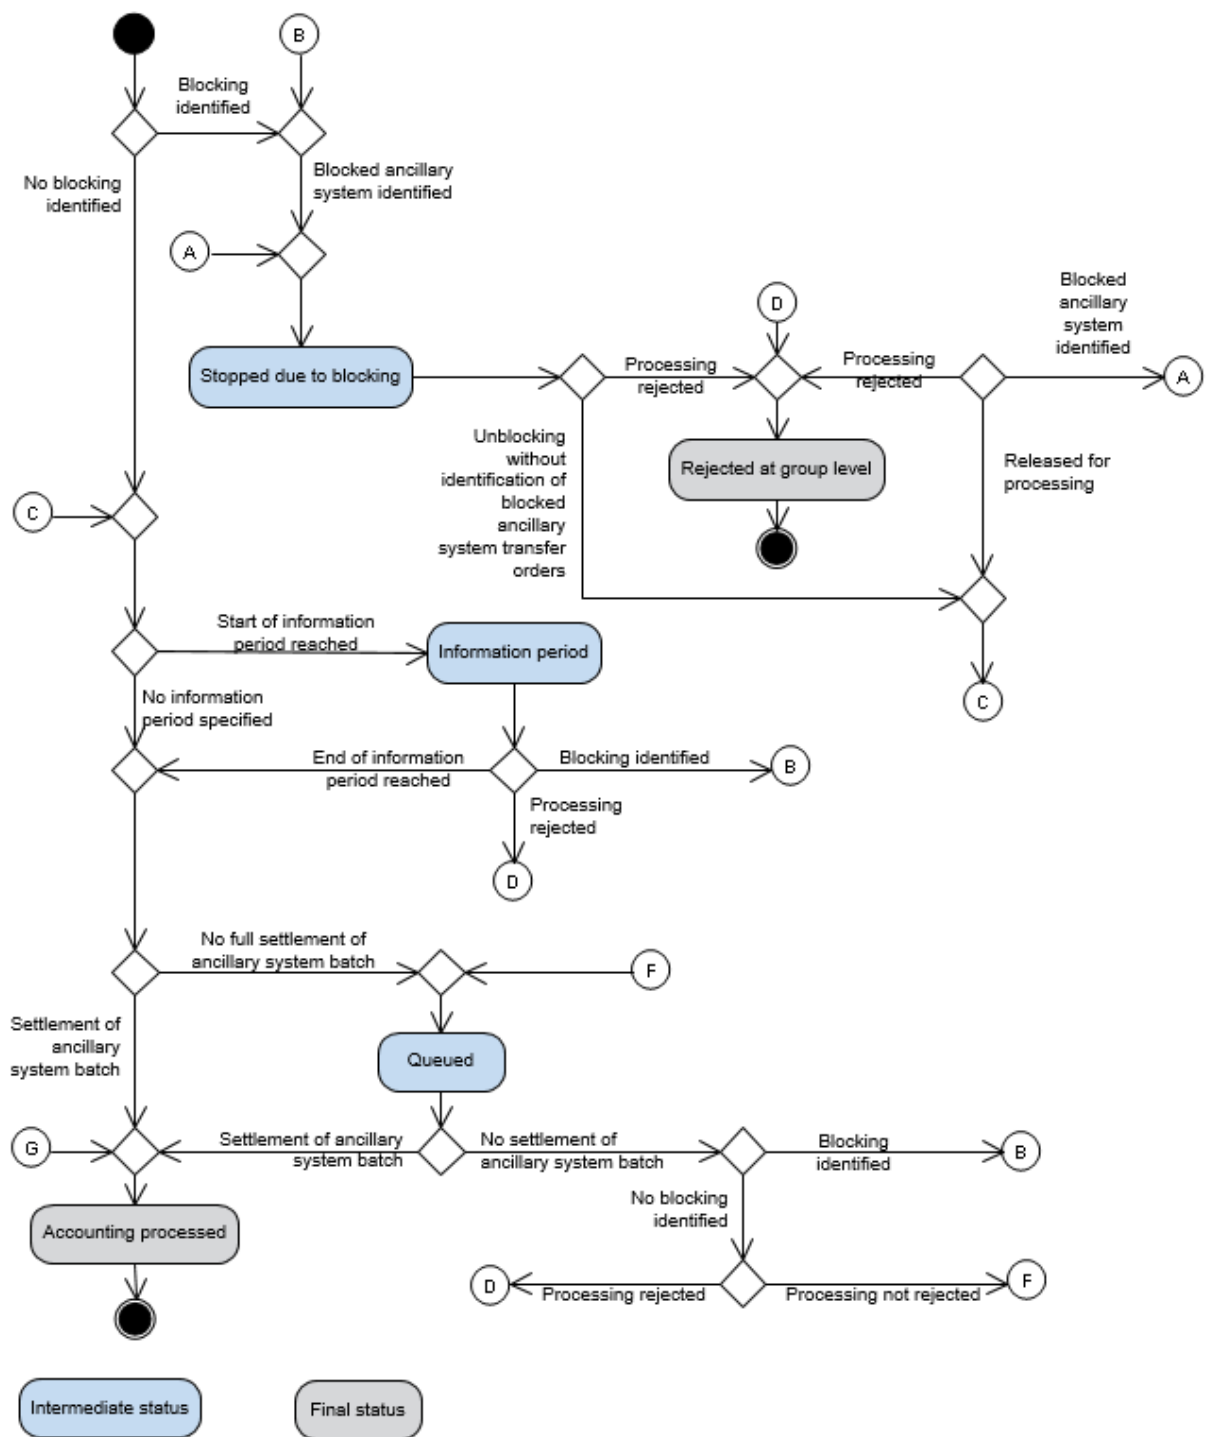 B
Blocking
identified
No blocking
identified
Blocked ancillary
system identified
A
Stopped due to blocking
D
Processing
rejected
Processing
rejected
Blocked
ancillary
system
identified
A
Rejected at group level
Unblocking
without
identification of
blocked
ancillary
system transfer
orders
Released for
processing
C
C
Start of information
period reached
Information period
No information
period specified
End of information
period reached
Blocking identified
B
Processing
rejected
D
No full settlement of
ancillary system batch
F
Settlement of
ancillary
system batch
Queued
G
Settlement of ancillary
system batch
No settlement of
ancillary system batch
Blocking
identified
B
No blocking
identified
Accounting processed
D
Processing rejected
Processing not rejected
F
Intermediate status
Final status